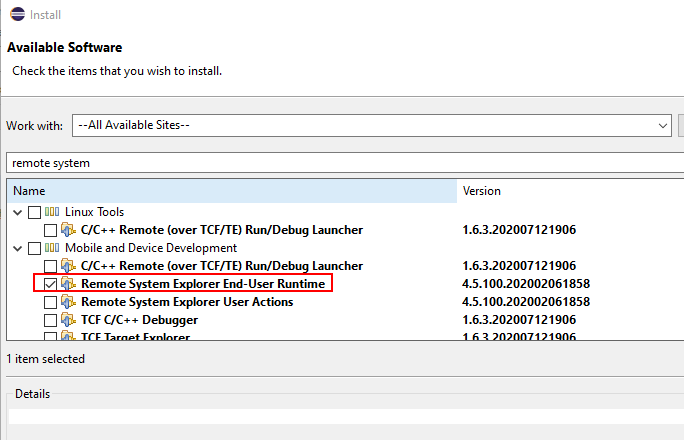 Install
Available Software
Check the items that you wish to install.
Work with: --All Available Sites--
remote system
Name Version
Linux Tools
C/C++ Remote (over TCF/TE) Run/Debug Launcher 1.6.3.202007121906
Mobile and Device Development
C/C++ Remote (over TCF/TE) Run/Debug Launcher 1.6.3.202007121906
Remote System Explorer End-User Runtime 4.5.100.202002061858
Remote System Explorer User Actions 4.5.100.202002061858
TCF C/C++ Debugger 1.6.3.202007121906
TCF Target Explorer 1.6.3.202007121906
1 item selected
Details